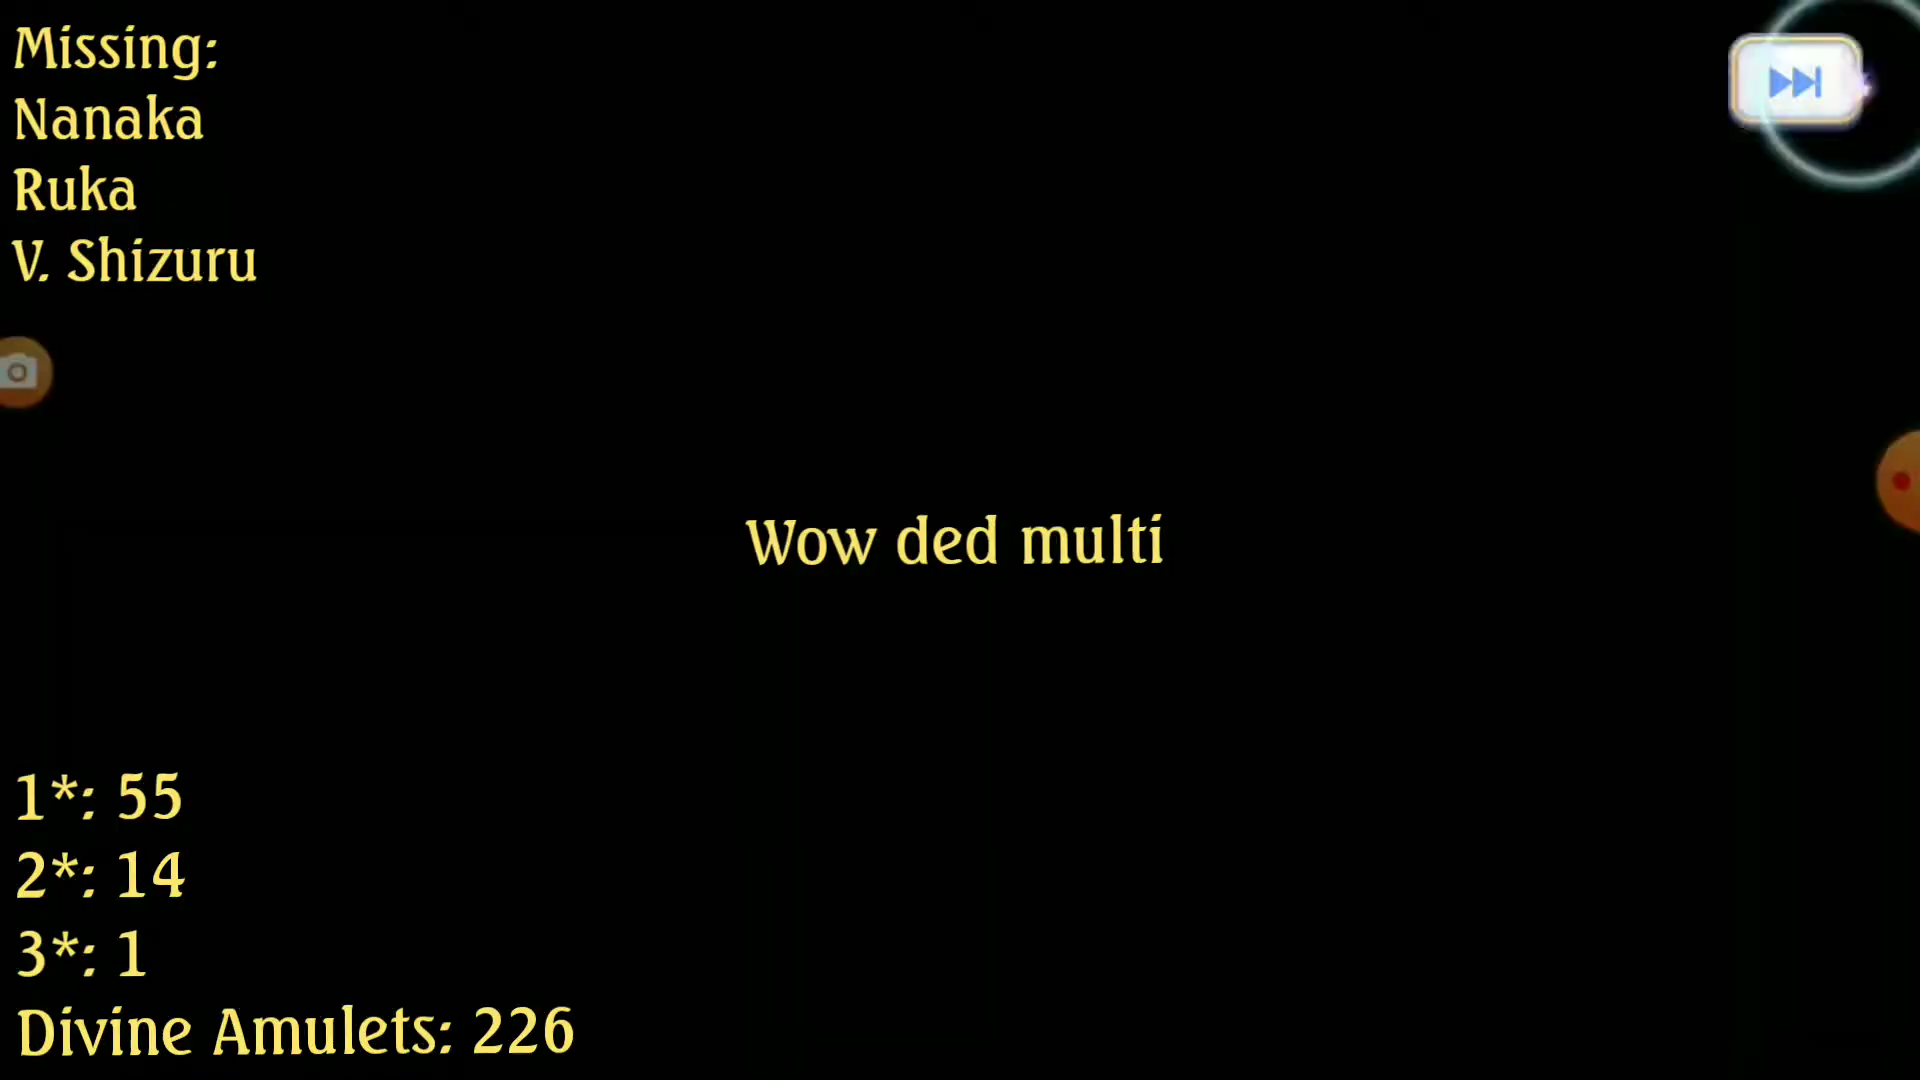 Missing:
Nanaka
Ruka
V. Shizuru
Wow ded multi
1*: 55
2*: 14
3*: 1
Divine Amulets: 226